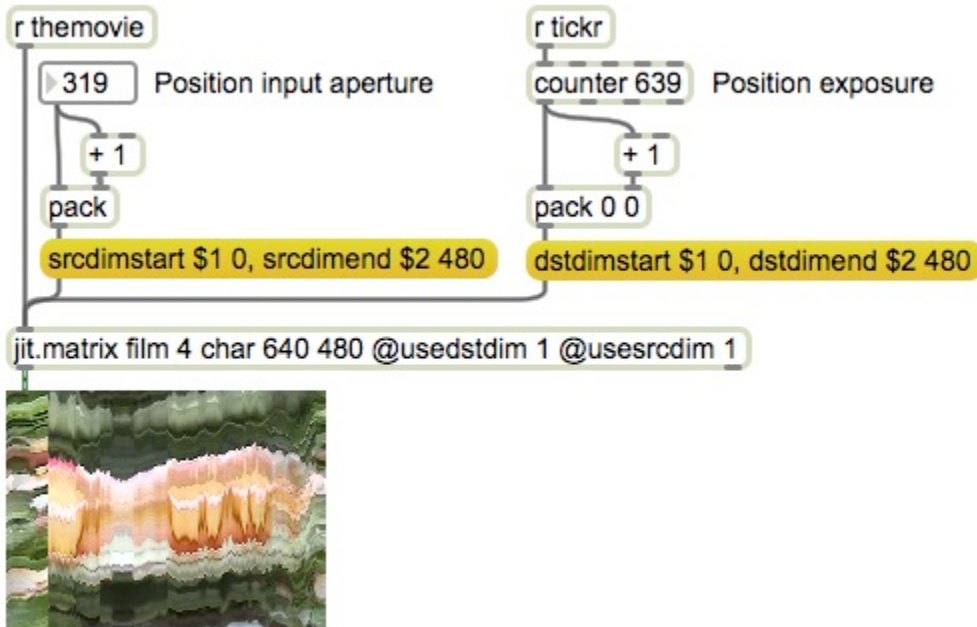 r themovie
r tickr
319 Position input aperture
counter 639 Position exposure
+ 1
+ 1
pack
pack 0 0
srcdimstart $1 0, srcdimend $2 480
dstdimstart $1 0, dstdimend $2 480
jit.matrix film 4 char 640 480 @usedstdim 1 @usesrcdim 1